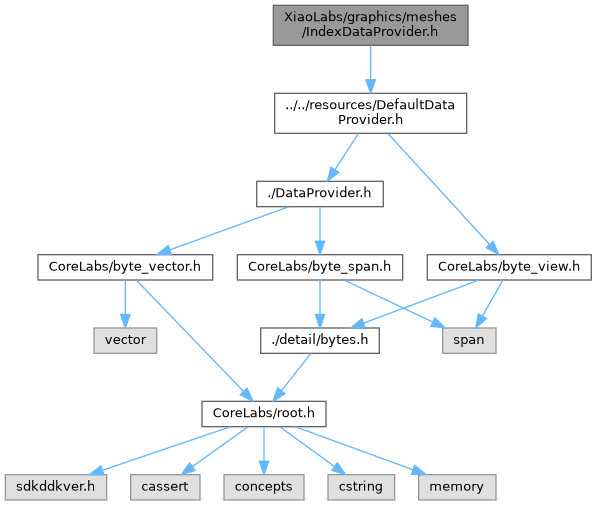 XiaoLabs/graphics/meshes
/IndexDataProvider.h
../../resources/DefaultData
Provider.h
./DataProvider.h
CoreLabs/byte_vector.h
CoreLabs/byte_span.h
CoreLabs/byte_view.h
vector
./detail/bytes.h
span
CoreLabs/root.h
sdkddkver.h
cassert
concepts
cstring
memory